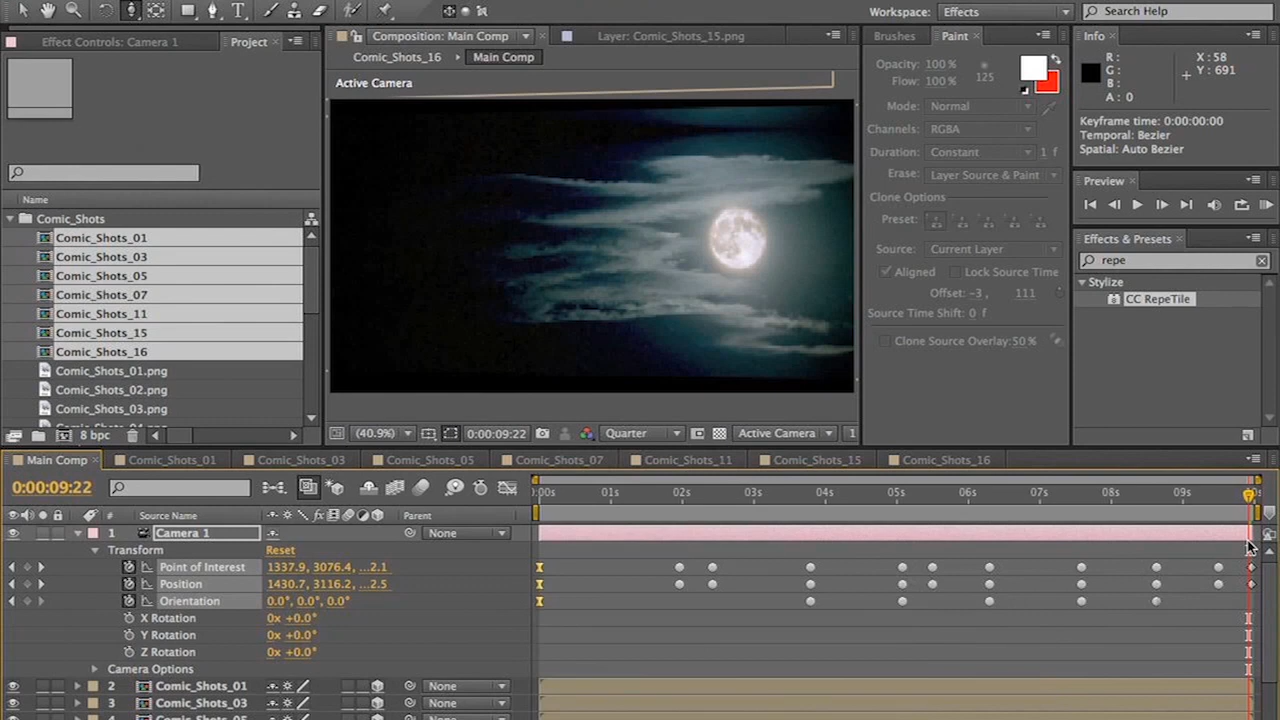 Workspace: Effects
Search Help
Effect Controls: Camera 1
Project
Composition: Main Comp
Layer: Comic_Shots_15.png
Brushes
Paint
Info
Comic_Shots_16
Main Comp
Active Camera
Opacity: 100 %
Flow: 100 %
125
Mode: Normal
Channels: RGBA
Duration: Constant
1 f
Erase: Layer Source & Paint
Clone Options
Preset:
Source: Current Layer
Aligned
Lock Source Time
Offset: -3 , 111
Source Time Shift: 0 f
Clone Source Overlay: 50 %
R:
G:
B:
A: 0
X : 58
Y : 691
Keyframe time: 0:00:00:00
Temporal: Bezier
Spatial: Auto Bezier
Preview
Effects & Presets
repe
Stylize
CC RepeTile
Name
Comic_Shots
Comic_Shots_01
Comic_Shots_03
Comic_Shots_05
Comic_Shots_07
Comic_Shots_11
Comic_Shots_15
Comic_Shots_16
Comic_Shots_01.png
Comic_Shots_02.png
Comic_Shots_03.png
8 bpc
(40.9%)
0:00:09:22
Quarter
Active Camera
1
Main Comp
Comic_Shots_01
Comic_Shots_03
Comic_Shots_05
Comic_Shots_07
Comic_Shots_11
Comic_Shots_15
Comic_Shots_16
0:00:09:22
:00s 01s 02s 03s 04s 05s 06s 07s 08s 09s
# Source Name
fx
Parent
1 Camera 1
None
Transform
Reset
Point of Interest 1337.9, 3076.4, ...2.1
Position 1430.7, 3116.2, ...2.5
Orientation 0.0°, 0.0°, 0.0°
X Rotation 0x +0.0°
Y Rotation 0x +0.0°
Z Rotation 0x +0.0°
Camera Options
2 Comic_Shots_01 None
3 Comic_Shots_03 None